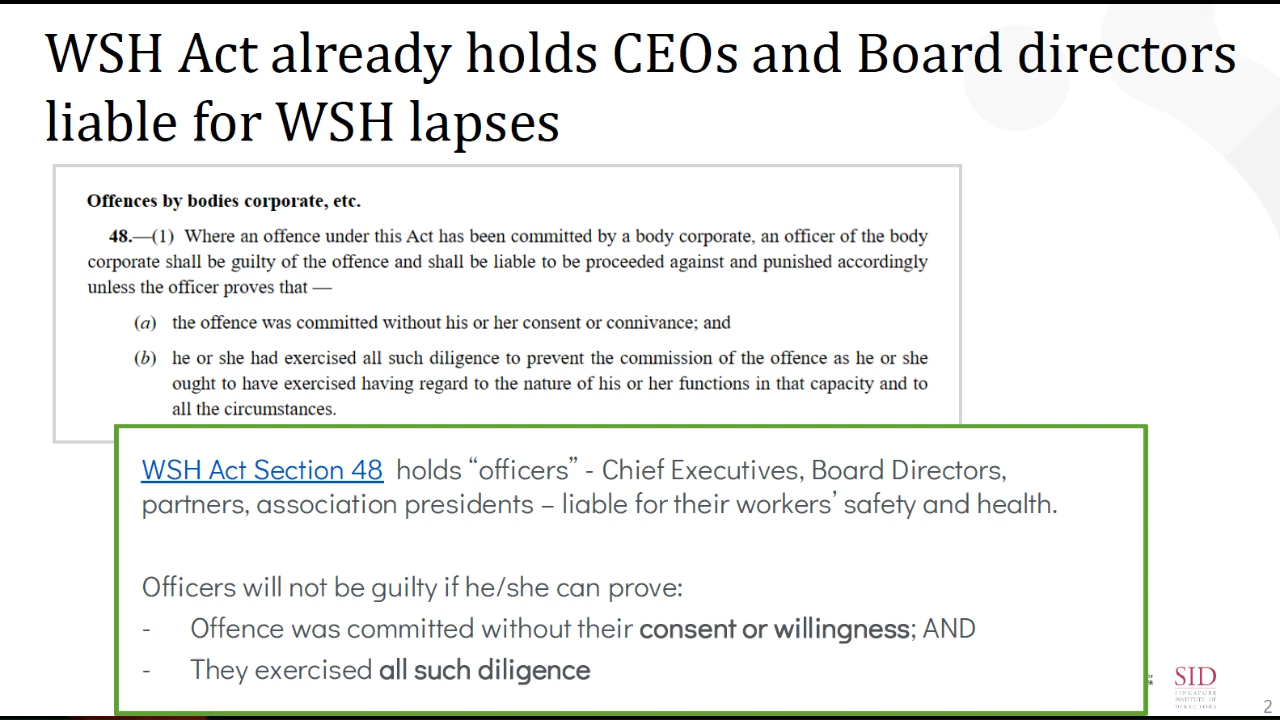 WSH Act already holds CEOs and Board directors
liable for WSH lapses
Offences by bodies corporate, etc.
48.—(1) Where an offence under this Act has been committed by a body corporate, an officer of the body
corporate shall be guilty of the offence and shall be liable to be proceeded against and punished accordingly
unless the officer proves that —
(a) the offence was committed without his or her consent or connivance; and
(b) he or she had exercised all such diligence to prevent the commission of the offence as he or she
ought to have exercised having regard to the nature of his or her functions in that capacity and to
all the circumstances.
WSH Act Section 48 holds “officers” - Chief Executives, Board Directors,
partners, association presidents – liable for their workers’ safety and health.
Officers will not be guilty if he/she can prove:
- Offence was committed without their consent or willingness; AND
- They exercised all such diligence
SID
SINGAPORE
INSTITUTE OF
DIRECTORS
2